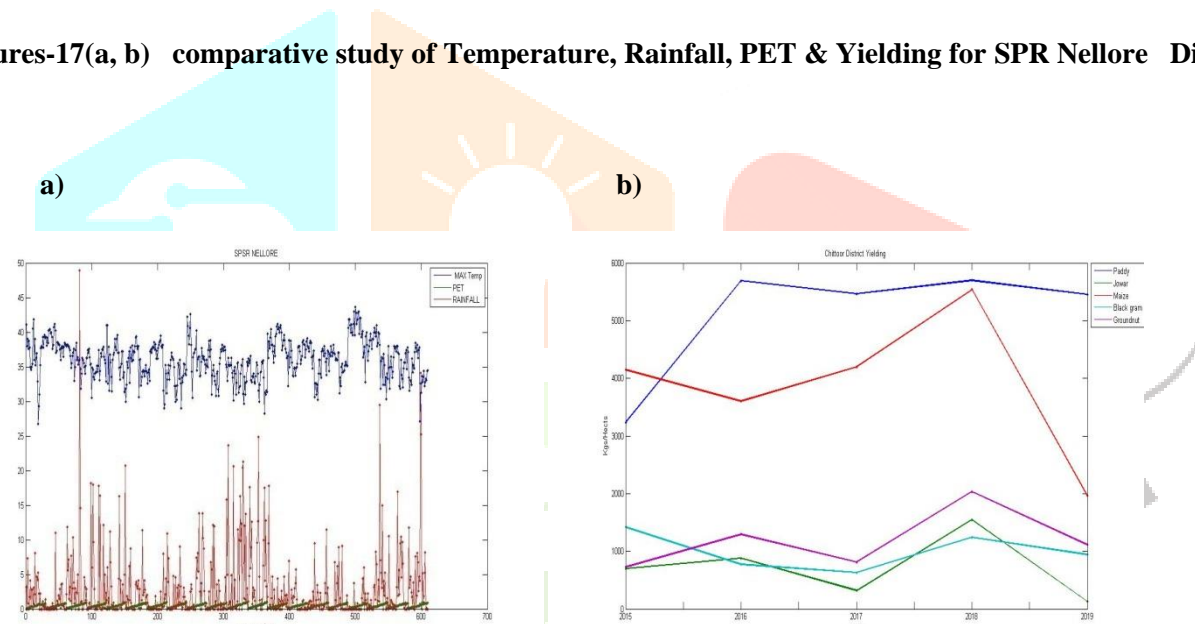 ures-17(a, b) comparative study of Temperature, Rainfall, PET & Yielding for SPR Nellore Di
a)
b)
SPSR NELLORE
50
45
40
35
30
25
20
15
10
5
0
0 100 200 300 400 500 600 700
MAX Temp
PET
RAINFALL
Chittoor District Yielding
Kgs/Hects
6000
5000
4000
3000
2000
1000
0
2015 2016 2017 2018 2019
Paddy
Jowar
Maize
Black gram
Groundnut